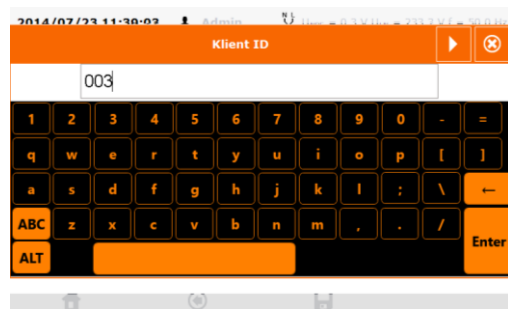 2014/07/23 11:39:03 Admin
Klient ID
003
1 2 3 4 5 6 7 8 9 0 - =
q w e r t y u i o p [ ]
a s d f g h j k l ; \ ←
ABC z x c v b n m , . / Enter
ALT